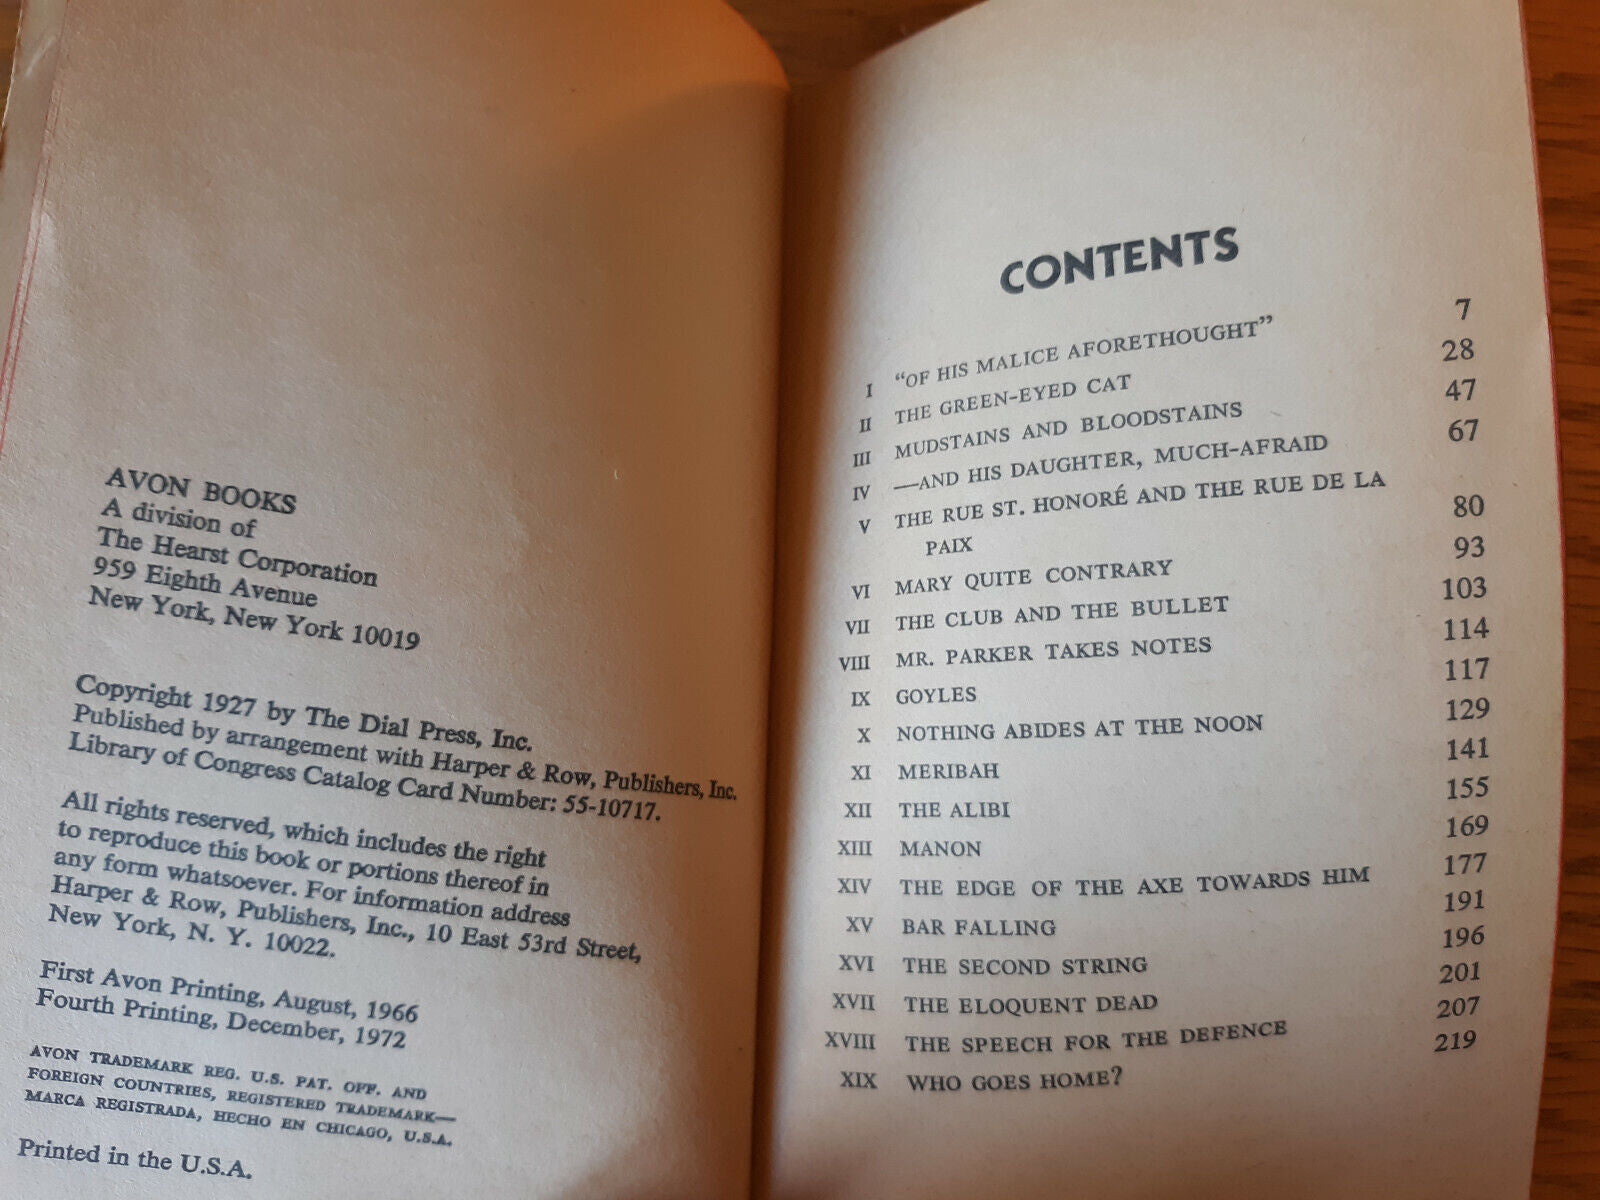 AVON BOOKS
A division of
The Hearst Corporation
959 Eighth Avenue
New York, New York 10019
Copyright 1927 by The Dial Press, Inc.
Published by arrangement with Harper & Row, Publishers, Inc.
Library of Congress Catalog Card Number: 55-10717.
All rights reserved, which includes the right
to reproduce this book or portions thereof in
any form whatsoever. For information address
Harper & Row, Publishers, Inc., 10 East 53rd Street,
New York, N. Y. 10022.
First Avon Printing, August, 1966
Fourth Printing, December, 1972
AVON TRADEMARK REG. U.S. PAT. OFF. AND
FOREIGN COUNTRIES, REGISTERED TRADEMARK—
MARCA REGISTRADA, HECHO EN CHICAGO, U.S.A.
Printed in the U.S.A.
CONTENTS
I "OF HIS MALICE AFORETHOUGHT" 7
II THE GREEN-EYED CAT 28
III MUDSTAINS AND BLOODSTAINS 47
IV —AND HIS DAUGHTER, MUCH-AFRAID 67
V THE RUE ST. HONORÉ AND THE RUE DE LA
PAIX 80
VI MARY QUITE CONTRARY 93
VII THE CLUB AND THE BULLET 103
VIII MR. PARKER TAKES NOTES 114
IX GOYLES 117
X NOTHING ABIDES AT THE NOON 129
XI MERIBAH 141
XII THE ALIBI 155
XIII MANON 169
XIV THE EDGE OF THE AXE TOWARDS HIM 177
XV BAR FALLING 191
XVI THE SECOND STRING 196
XVII THE ELOQUENT DEAD 201
XVIII THE SPEECH FOR THE DEFENCE 207
XIX WHO GOES HOME? 219